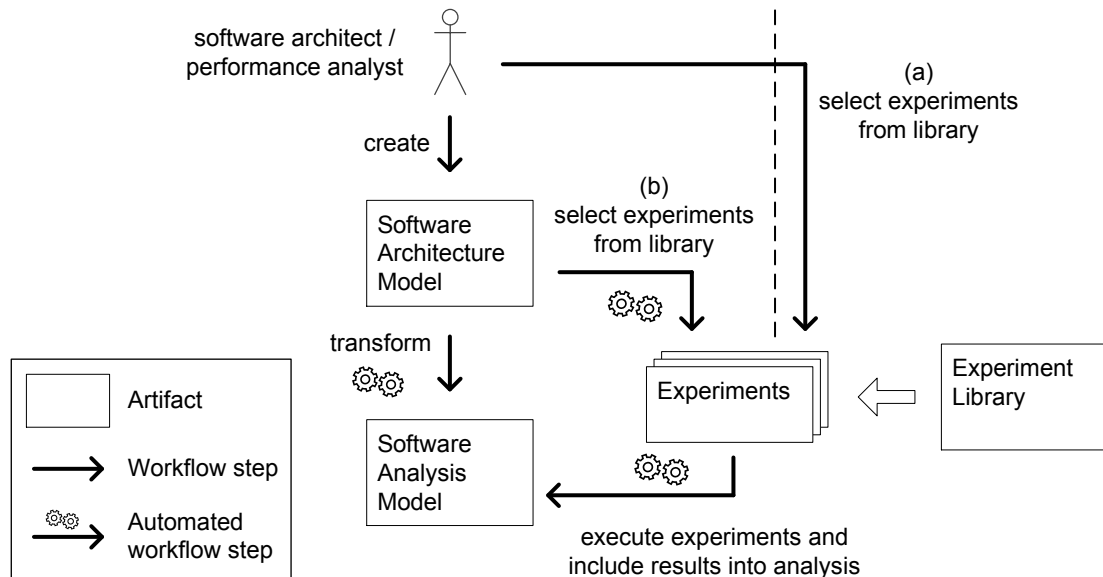 software architect /
performance analyst
(a)
select experiments
from library
create
(b)
select experiments
from library
Software
Architecture
Model
transform
Experiments
Experiment
Library
Software
Analysis
Model
execute experiments and
include results into analysis
Artifact
Workflow step
Automated
workflow step